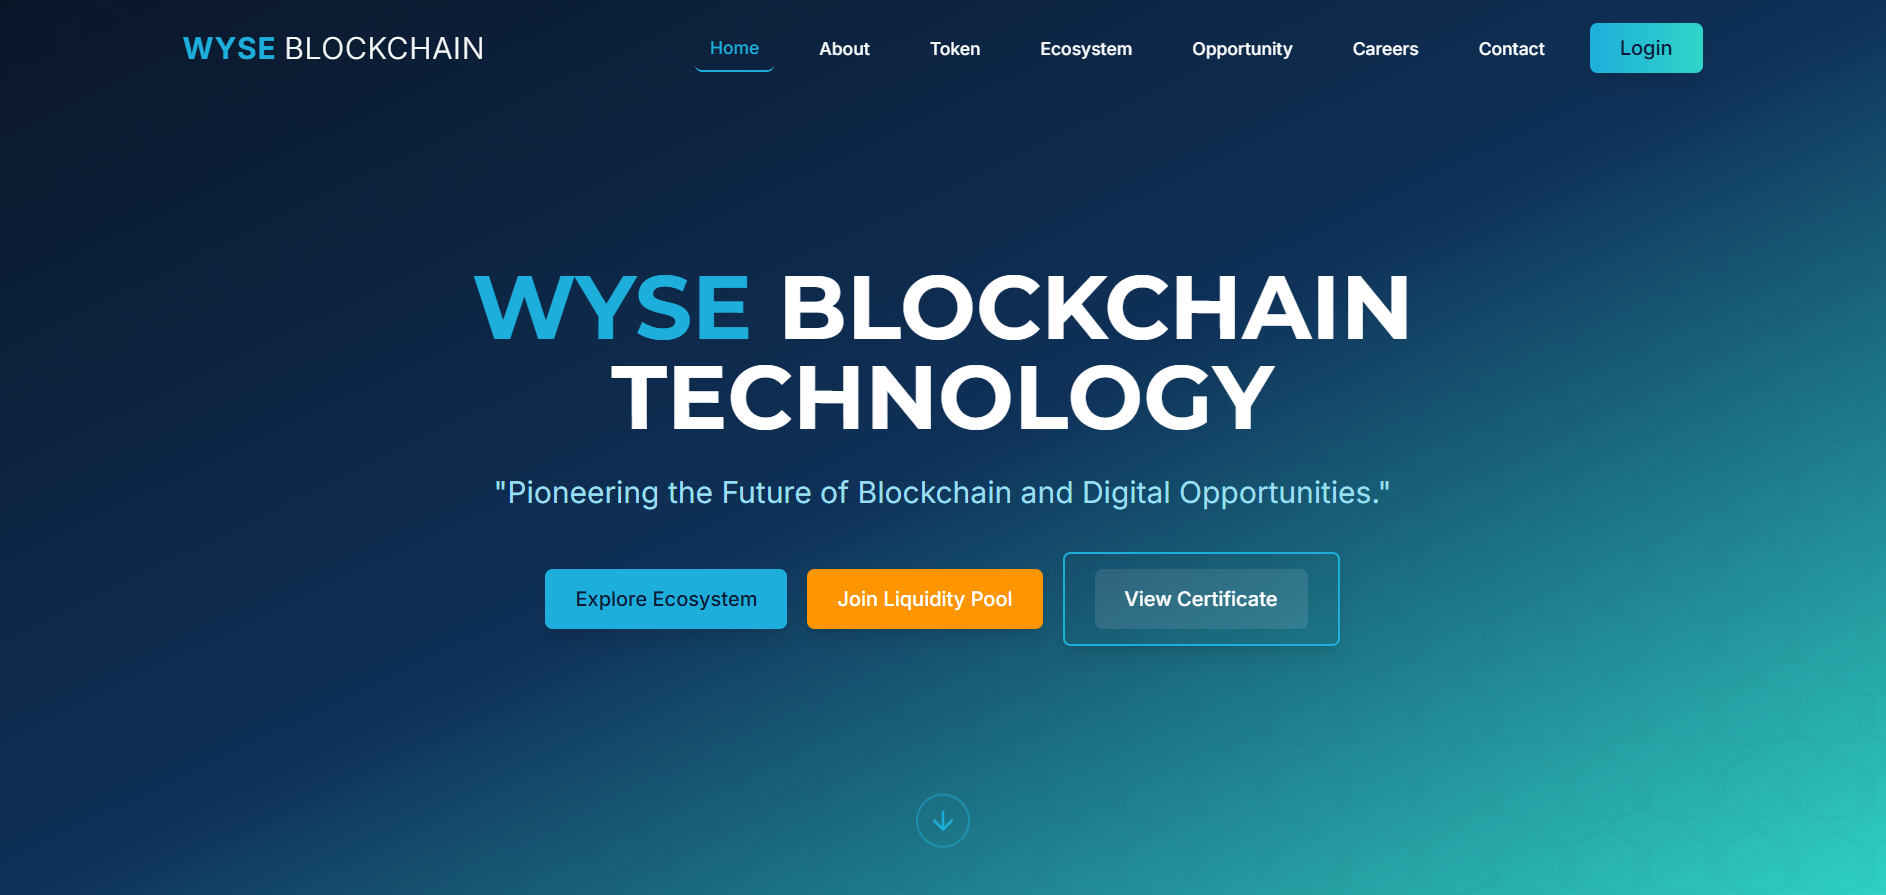 WYSE BLOCKCHAIN
Home About Token Ecosystem Opportunity Careers Contact Login
WYSE BLOCKCHAIN
TECHNOLOGY
"Pioneering the Future of Blockchain and Digital Opportunities."
Explore Ecosystem Join Liquidity Pool View Certificate